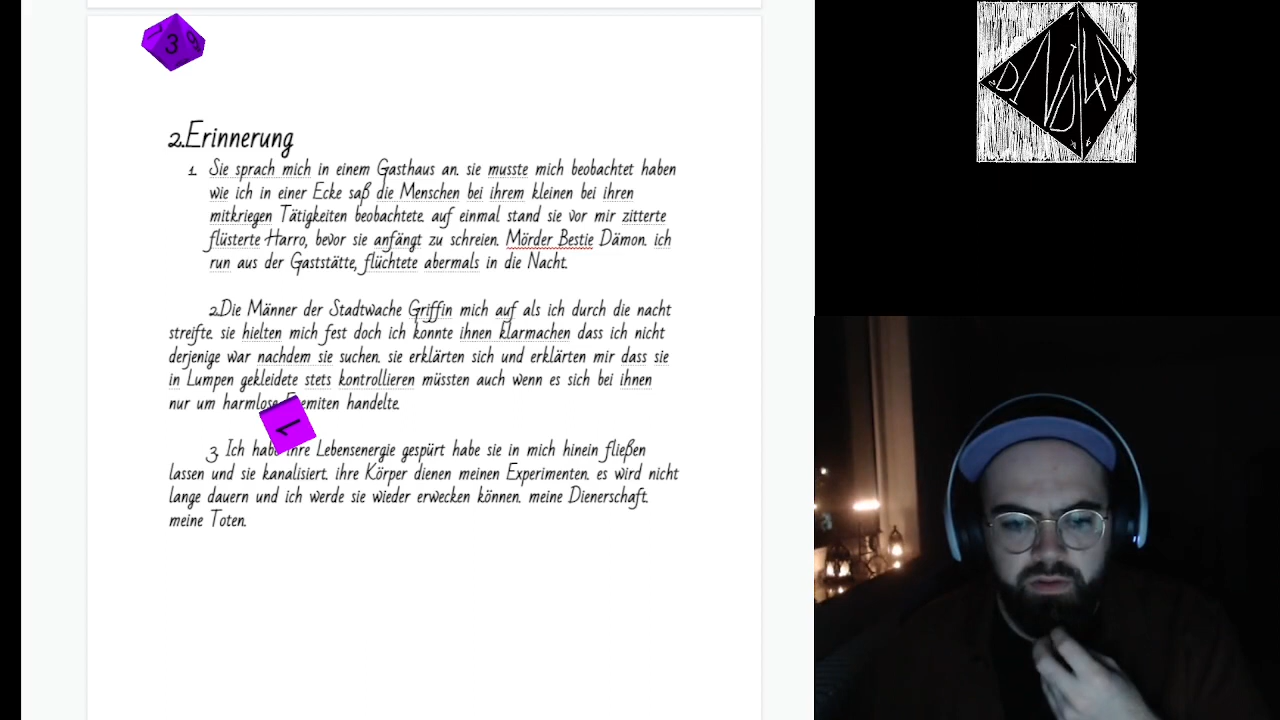 3 9
2.Erinnerung
1. Sie sprach mich in einem Gasthaus an. sie musste mich beobachtet haben
wie ich in einer Ecke saß die Menschen bei ihrem kleinen bei ihren
mitkriegen Tätigkeiten beobachtete. auf einmal stand sie vor mir zitterte
flüsterte Harro, bevor sie anfängt zu schreien. Mörder Bestie Dämon. ich
run aus der Gaststätte, flüchtete abermals in die Nacht.
2.Die Männer der Stadtwache Griffin mich auf als ich durch die nacht
streifte. sie hielten mich fest doch ich konnte ihnen klarmachen dass ich nicht
derjenige war nachdem sie suchen. sie erklärten sich und erklärten mir dass sie
in Lumpen gekleidete stets kontrollieren müssten auch wenn es sich bei ihnen
nur um harmlose handelte.
1
3. Ich ihre Lebensenergie gespürt habe sie in mich hinein fließen
lassen und sie kanalisiert. ihre Körper dienen meinen Experimenten. es wird nicht
lange dauern und ich werde sie wieder erwecken können. meine Dienerschaft.
meine Toten.